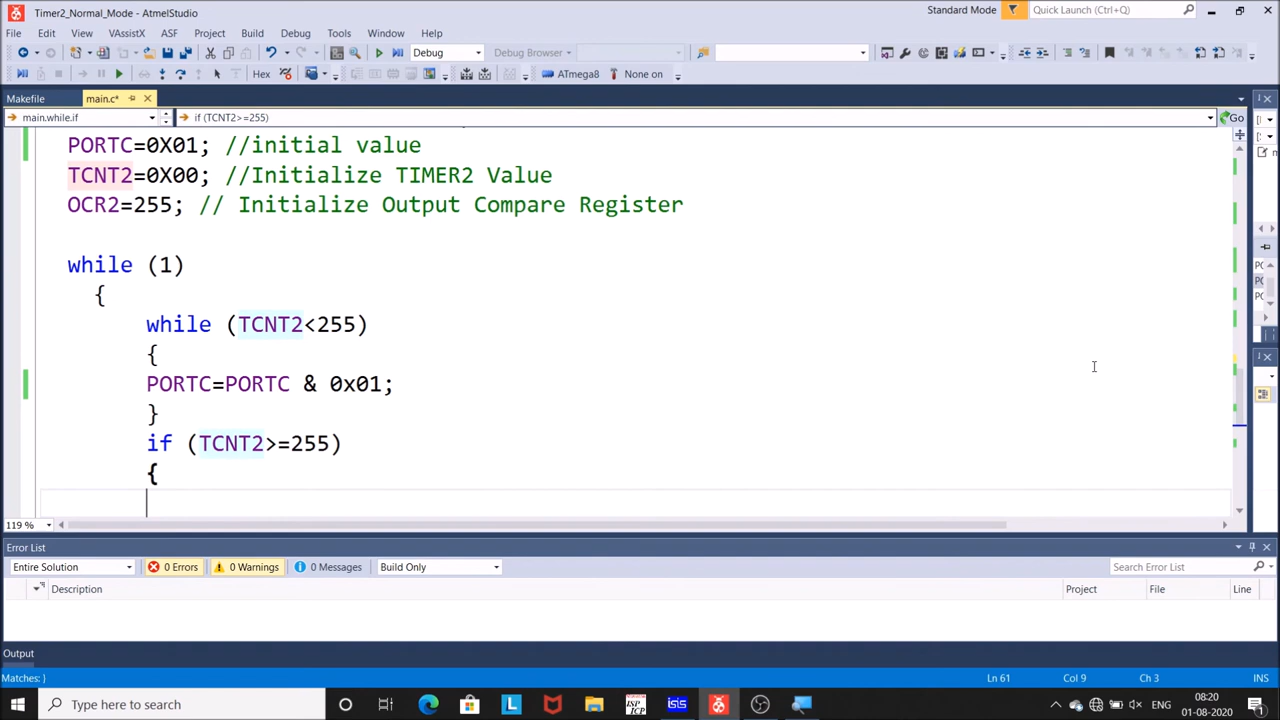 Timer2_Normal_Mode - AtmelStudio
Standard Mode
Quick Launch (Ctrl+Q)
File Edit View VAssistX ASF Project Build Debug Tools Window Help
Debug
Debug Browser
Hex
ATmega8
None on
Makefile
main.c*
main.while.if
if (TCNT2>=255)
Go
PORTC=0X01; //initial value
TCNT2=0X00; //Initialize TIMER2 Value
OCR2=255; // Initialize Output Compare Register
while (1)
{
while (TCNT2<255)
{
PORTC=PORTC & 0x01;
}
if (TCNT2>=255)
{
119 %
Error List
Entire Solution
0 Errors
0 Warnings
0 Messages
Build Only
Search Error List
Description
Project
File
Line
Output
Matches: }
Ln 61
Col 9
Ch 3
INS
Type here to search
ISP
ICP
isis
ENG
08:20
01-08-2020